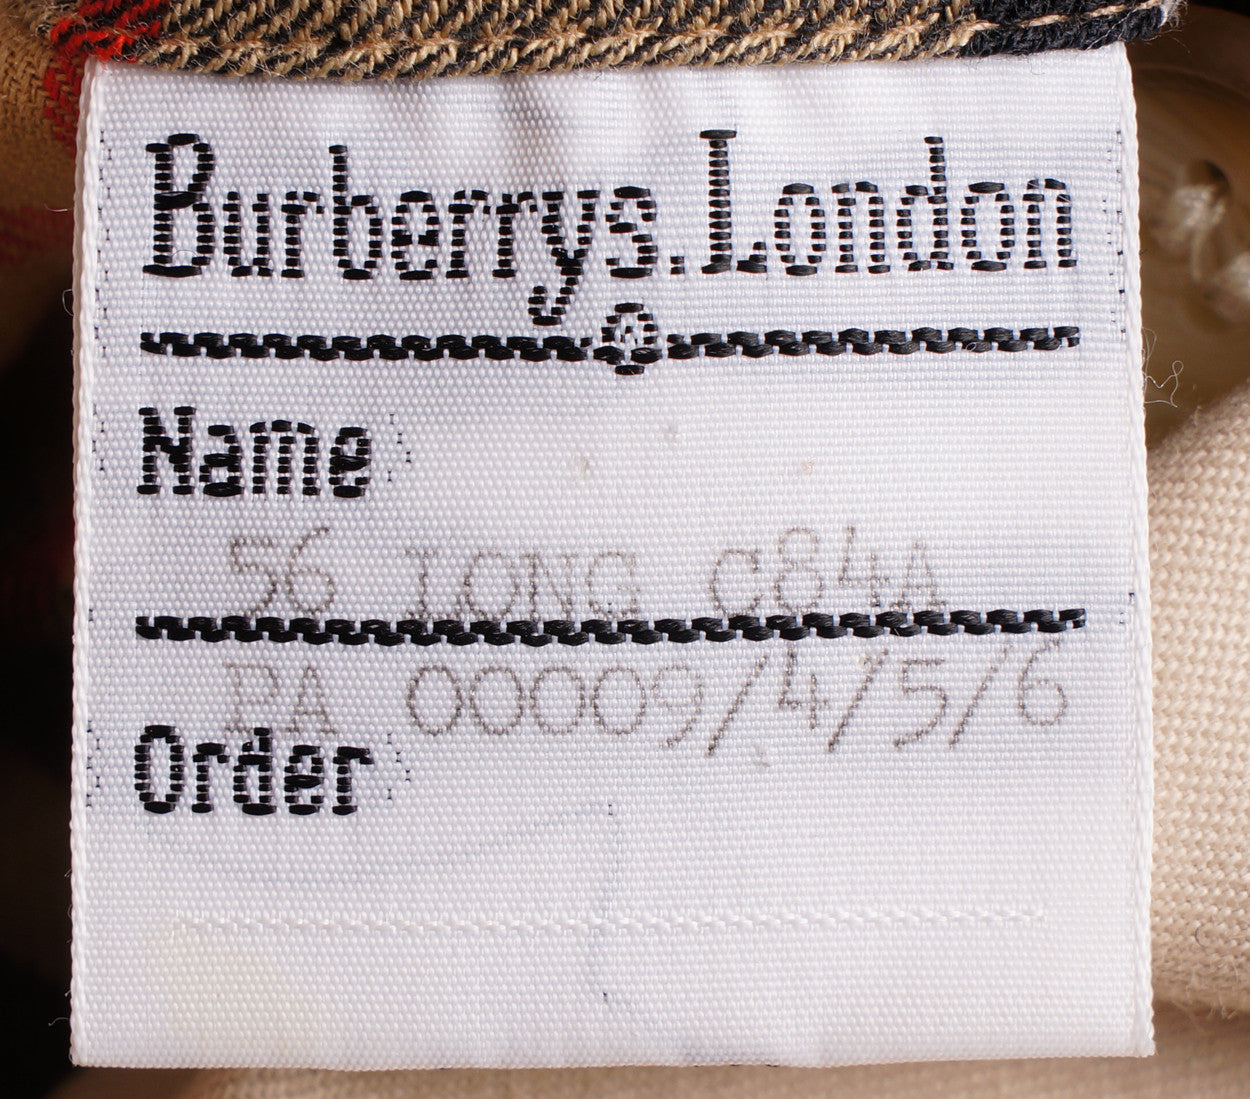 Burberrys.London
Name
56 LONG C84A
PA 00009/4/5/6
Order